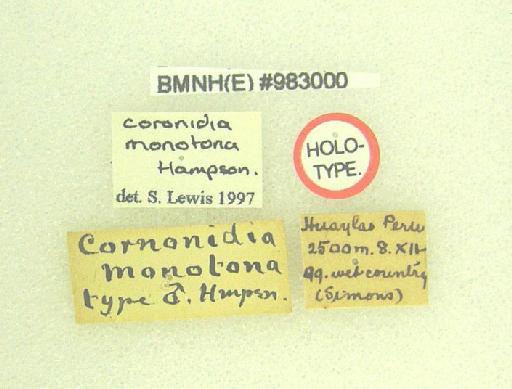 BMNH(E) #983000
coronidia
monotona
Hampson.
det. S. Lewis 1997
HOLO-
TYPE.
Cornonidia
monotona
type ♂. Hmpsn.
Huaylas Peru
2500m. 8. XII
wet country
(Simons)